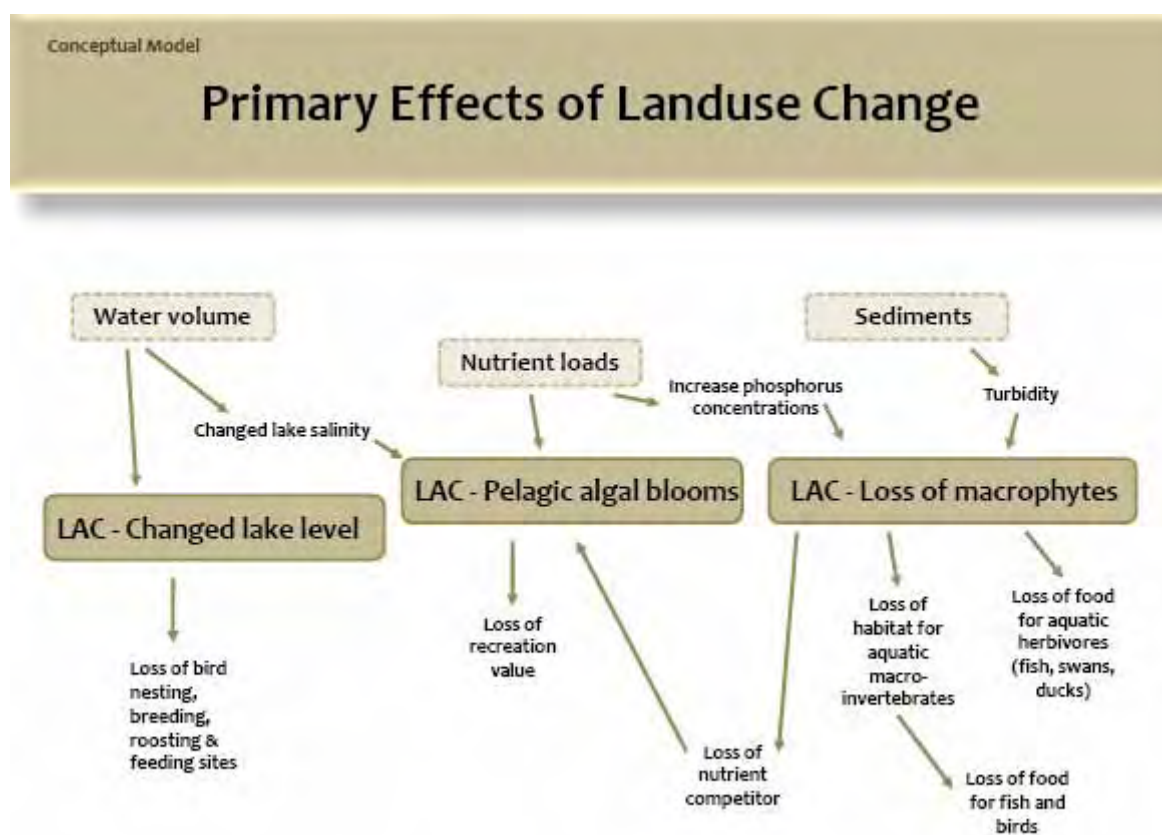 Conceptual Model
Primary Effects of Landuse Change
Water volume
Sediments
Nutrient loads
Increase phosphorus
concentrations
Turbidity
Changed lake salinity
LAC - Pelagic algal blooms
LAC - Loss of macrophytes
LAC - Changed lake level
Loss of
recreation
value
Loss of
habitat for
aquatic
macro-
invertebrates
Loss of food
for aquatic
herbivores
(fish, swans,
ducks)
Loss of bird
nesting,
breeding,
roosting &
feeding sites
Loss of
nutrient
competitor
Loss of food
for fish and
birds